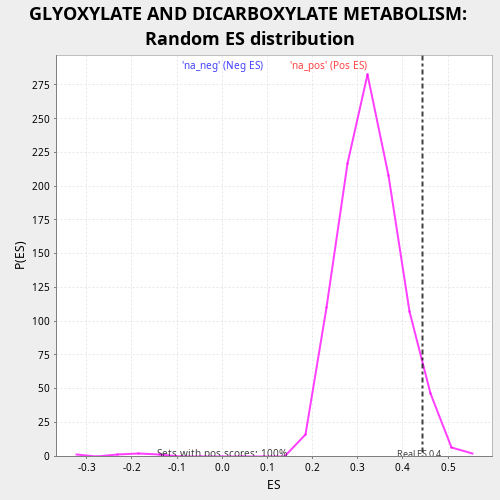 GLYOXYLATE AND DICARBOXYLATE METABOLISM:
Random ES distribution
'na_neg' (Neg ES) 'na_pos' (Pos ES)
P(ES)
275
250
225
200
175
150
125
100
75
50
25
0
Sets with pos scores: 100%
Real ES 0.4
-0.3 -0.2 -0.1 0.0 0.1 0.2 0.3 0.4 0.5
ES